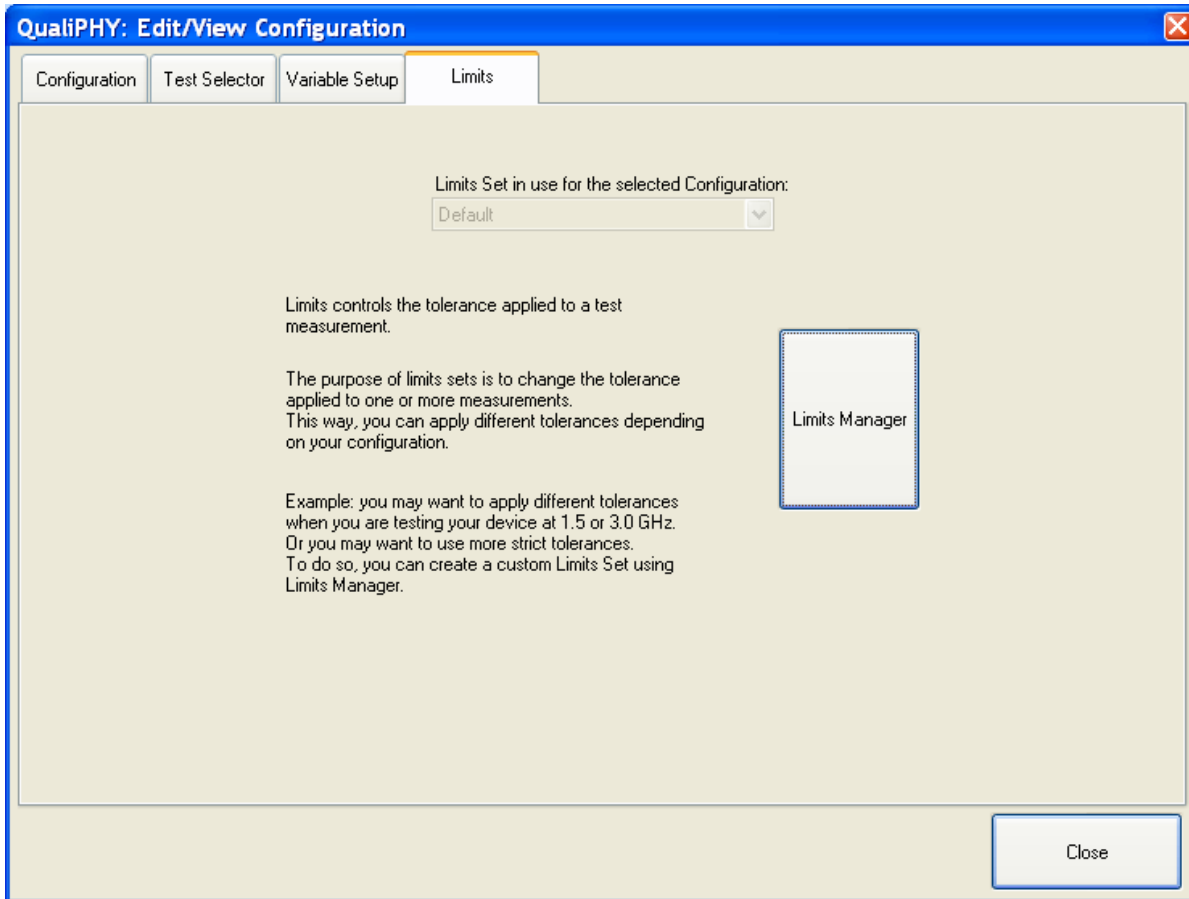 QualiPHY: Edit/View Configuration
Configuration
Test Selector
Variable Setup
Limits
Limits Set in use for the selected Configuration:
Default
Limits controls the tolerance applied to a test
measurement.
The purpose of limits sets is to change the tolerance
applied to one or more measurements.
This way, you can apply different tolerances depending
on your configuration.
Limits Manager
Example: you may want to apply different tolerances
when you are testing your device at 1.5 or 3.0 GHz.
Or you may want to use more strict tolerances.
To do so, you can create a custom Limits Set using
Limits Manager.
Close